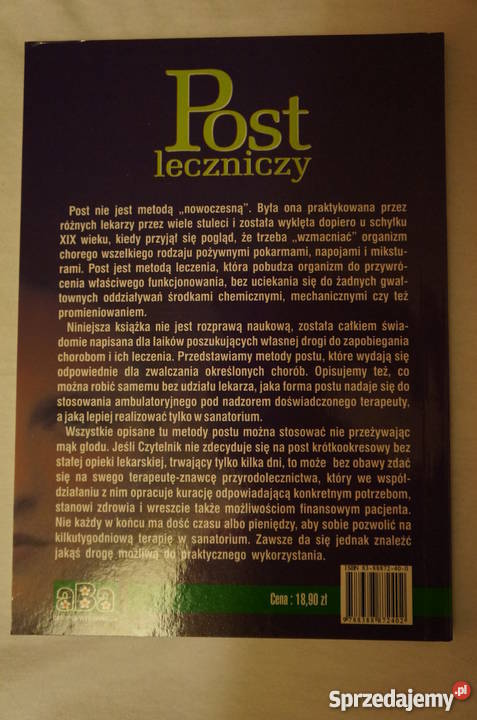 Post
leczniczy
Post nie jest metodą „nowoczesną”. Była ona praktykowana przez
różnych lekarzy przez wiele stuleci i została wyklęta dopiero u schyłku
XIX wieku, kiedy przyjął się pogląd, że trzeba „wzmacniać” organizm
chorego wszelkiego rodzaju pożywnymi pokarmami, napojami i mikstu-
rami. Post jest metodą leczenia, która pobudza organizm do przywró-
cenia właściwego funkcjonowania, bez uciekania się do żadnych gwał-
townych oddziaływań środkami chemicznymi, mechanicznymi czy też
promieniowaniem.
Niniejsza książka nie jest rozprawą naukową, została całkiem świa-
domie napisana dla laików poszukujących własnej drogi do zapobiegania
chorobom i ich leczenia. Przedstawiamy metody postu, które wydają się
odpowiednie dla zwalczania określonych chorób. Opisujemy też, co
można robić samemu bez udziału lekarza, jaka forma postu nadaje się do
stosowania ambulatoryjnego pod nadzorem doświadczonego terapeuty,
a jaką lepiej realizować tylko w sanatorium.
Wszystkie opisane tu metody postu można stosować nie przeżywając
mąk głodu. Jeśli Czytelnik nie zdecyduje się na post krótkookresowy bez
stałej opieki lekarskiej, trwający tylko kilka dni, to może bez obawy zdać
się na swego terapeutę-znawcę przyrodolecznictwa, który we współ-
działaniu z nim opracuje kurację odpowiadającą konkretnym potrzebom,
stanowi zdrowia i wreszcie także możliwościom finansowym pacjenta.
Nie każdy w końcu ma dość czasu albo pieniędzy, aby sobie pozwolić na
kilkutygodniową terapię w sanatorium. Zawsze da się jednak znaleźć
jakąś drogę możliwą do praktycznego wykorzystania.
aBa
Cena : 18,90 zł
ISBN 83-88872-40-0
9 788388 872402
Sprzedajemy.pl